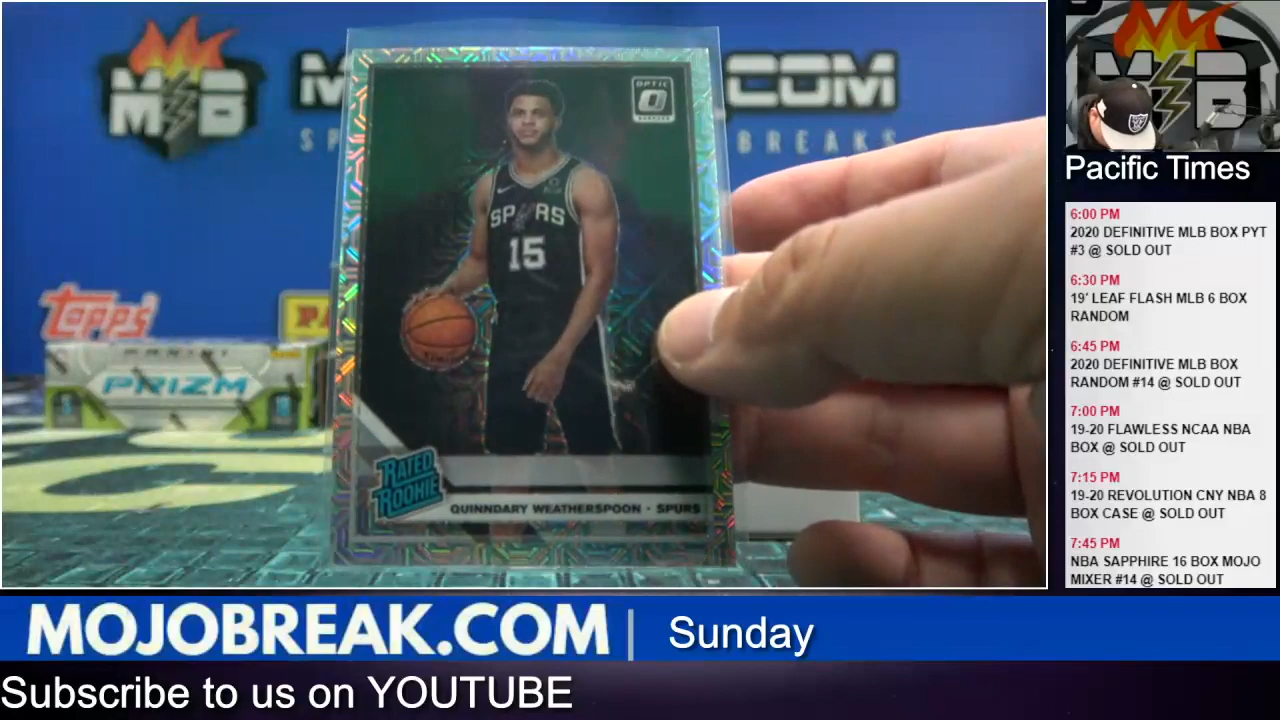 MB
OPTIC
SPURS
15
RATED
ROOKIE
QUINNDARY WEATHERSPOON · SPURS
Topps
PANINI
PRIZM
MB
Pacific Times
6:00 PM
2020 DEFINITIVE MLB BOX PYT
#3 @ SOLD OUT
6:30 PM
19' LEAF FLASH MLB 6 BOX
RANDOM
6:45 PM
2020 DEFINITIVE MLB BOX
RANDOM #14 @ SOLD OUT
7:00 PM
19-20 FLAWLESS NCAA NBA
BOX @ SOLD OUT
7:15 PM
19-20 REVOLUTION CNY NBA 8
BOX CASE @ SOLD OUT
7:45 PM
NBA SAPPHIRE 16 BOX MOJO
MIXER #14 @ SOLD OUT
MOJOBREAK.COM | Sunday
Subscribe to us on YOUTUBE